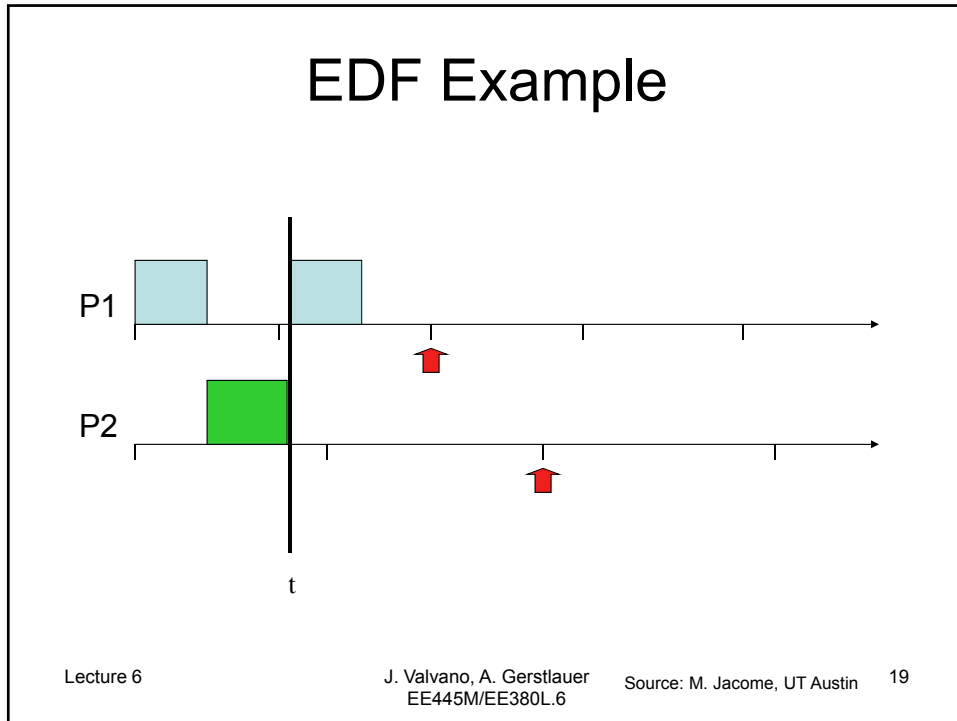 EDF Example
P1
P2
t
Lecture 6
J. Valvano, A. Gerstlauer
EE445M/EE380L.6
Source: M. Jacome, UT Austin
19